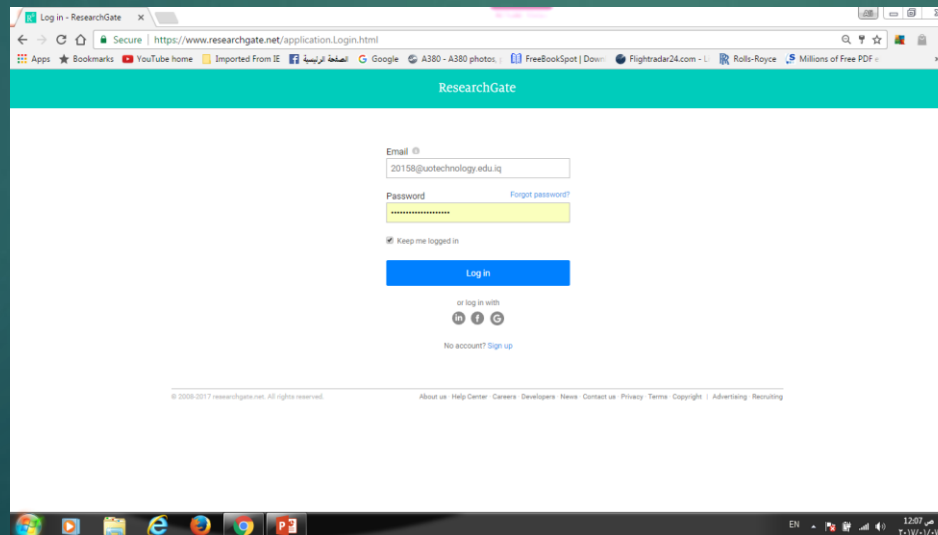 Log in - ResearchGate
Secure | https://www.researchgate.net/application.Login.html
Apps Bookmarks YouTube home Imported From IE الصفحة الرئيسية Google A380 - A380 photos, FreeBookSpot | Down Flightradar24.com - Li Rolls-Royce Millions of Free PDF e
ResearchGate
Email
20158@uotechnology.edu.iq
Password Forgot password?
Keep me logged in
Log in
or log in with
in f G
No account? Sign up
© 2008-2017 researchgate.net. All rights reserved. About us Help Center Careers Developers News Contact us Privacy Terms Copyright | Advertising Recruiting
EN 12:07 ص